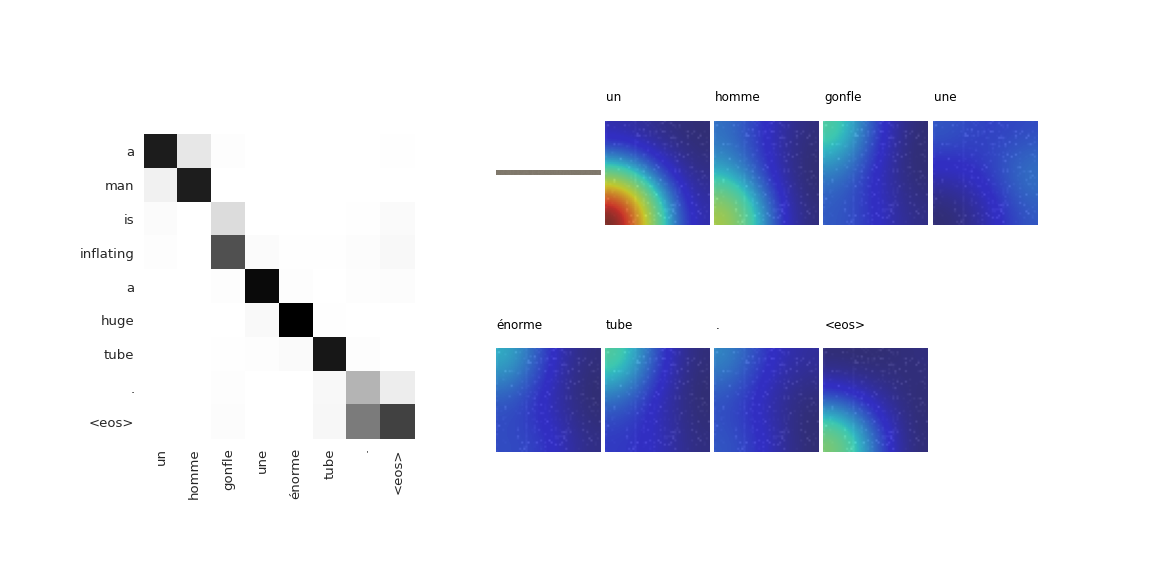 a
man
is
inflating
a
huge
tube
.
<eos>
un
homme
gonfle
une
énorme
tube
.
<eos>
un homme gonfle une
énorme tube . <eos>